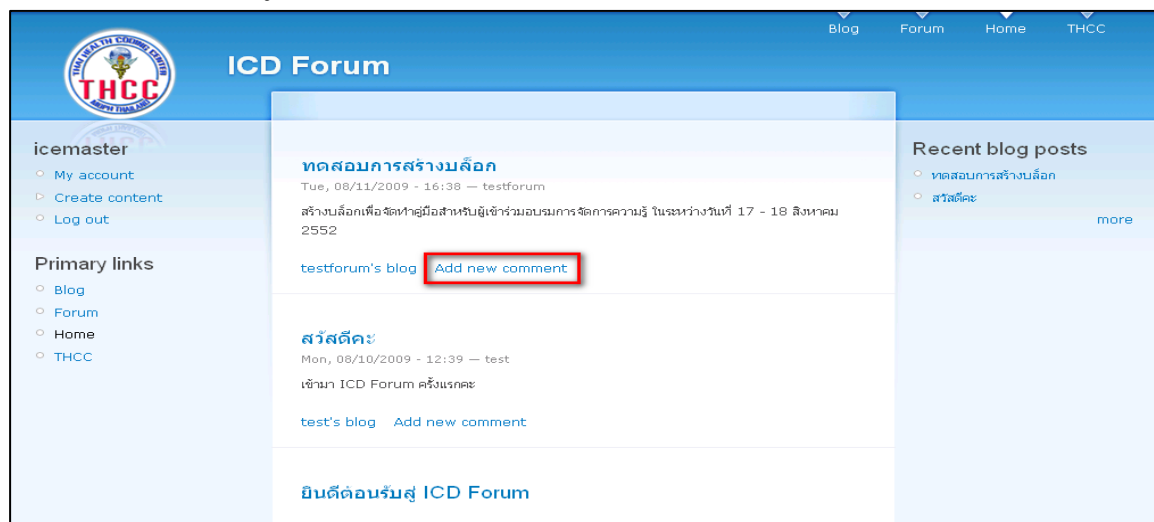 Blog Forum Home THCC
THAI HEALTH CODING CENTER
THCC
MOPH THAILAND
ICD Forum
icemaster
My account
Create content
Log out
Primary links
Blog
Forum
Home
THCC
ทดสอบการสร้างบล็อก
Tue, 08/11/2009 - 16:38 — testforum
สร้างบล็อกเพื่อจัดทำคู่มือสำหรับผู้เข้าร่วมอบรมการจัดการความรู้ ในระหว่างวันที่ 17 - 18 สิงหาคม
2552
testforum's blog Add new comment
สวัสดีคะ
Mon, 08/10/2009 - 12:39 — test
เข้ามา ICD Forum ครั้งแรกคะ
test's blog Add new comment
ยินดีต่อนรับสู่ ICD Forum
Recent blog posts
ทดสอบการสร้างบล็อก
สวัสดีคะ
more